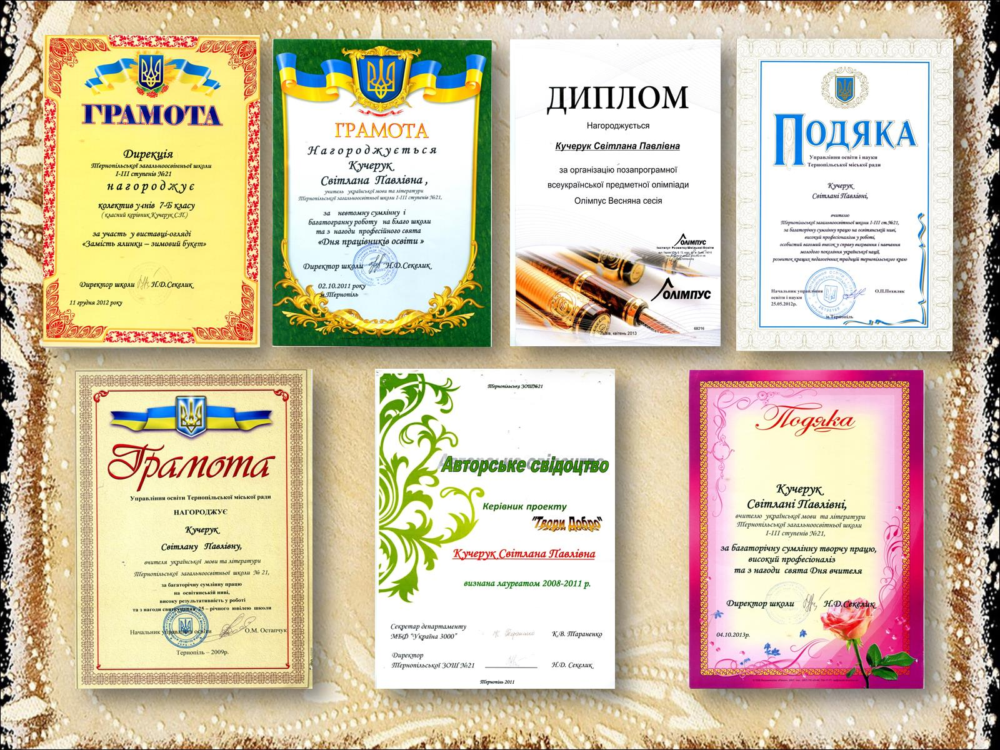 ГРАМОТА
Дирекція
Тернопільської загальноосвітньої школи
І-ІІІ ступенів №21
нагороджує
колектив учнів 7-Б класу
( класний керівник Кучерук С.П.)
за участь у виставці-огляді
«Замість ялинки – зимовий букет»
Директор школи Н.Д.Секелик
11 грудня 2012 року
ГРАМОТА
Нагороджується
Кучерук
Світлана Павлівна ,
учитель української мови та літератури
Тернопільської загальноосвітньої школи І-ІІІ ступенів №21,
за невтомну сумлінну і
багатогранну роботу на благо школи
та з нагоди професійного свята
«Дня працівників освіти »
Директор школи Н.Д.Секелик
02.10.2011 року
м.Тернопіль
ДИПЛОМ
Нагороджується
Кучерук Світлана Павлівна
за організацію позапрограмної
всеукраїнської предметної олімпіади
Олімпус Весняна сесія
ОЛІМПУС
Інститут Розвитку Шкільної Освіти
ОЛІМПУС
68216
Львів, квітень 2013
ПОДЯКА
Управління освіти і науки
Тернопільської міської ради
Кучерук
Світлані Павлівні,
вчителю
Тернопільської загальноосвітньої школи І-ІІІ ст.№21,
за багаторічну сумлінну працю на освітянській ниві,
високий професіоналізм у роботі,
особистий вагомий внесок у справу виховання і навчання
молодого покоління української нації,
розвиток кращих педагогічних традицій тернопільського краю
Начальник управління О.П.Похиляк
освіти і науки
25.05.2012р.
м.Тернопіль
Грамота
Управління освіти Тернопільської міської ради
НАГОРОДЖУЄ
Кучерук
Світлану Павлівну,
вчителя української мови та літератури
Тернопільської загальноосвітньої школи № 21,
за багаторічну сумлінну працю
на освітянській ниві,
високу результативність у роботі
та з нагоди святкування 25 – річного ювілею школи
Начальник управління освіти О.М. Остапчук
Тернопіль – 2009р.
Тернопільська ЗОШ№21
Авторське свідоцтво
Керівник проекту
"Твори Добро"
Кучерук Світлана Павлівна
визнана лауреатом 2008-2011 р.
Секретар департаменту
МБФ "Україна 3000" К.В. Тараненко
Директор
Тернопільської ЗОШ №21 Н.Д. Секелик
Тернопіль 2011
Подяка
Кучерук
Світлані Павлівні,
вчителю української мови та літератури
Тернопільської загальноосвітньої школи
І-ІІІ ступенів №21,
за багаторічну сумлінну творчу працю,
високий професіоналіз
та з нагоди свята Дня вчителя
Директор школи Н.Д.Секелик
04.10.2013р.